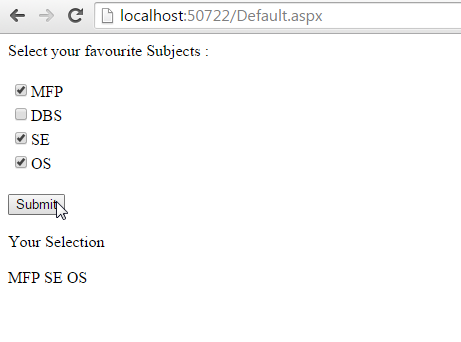 localhost:50722/Default.aspx
Select your favourite Subjects :
MFP
DBS
SE
OS
Submit
Your Selection
MFP SE OS